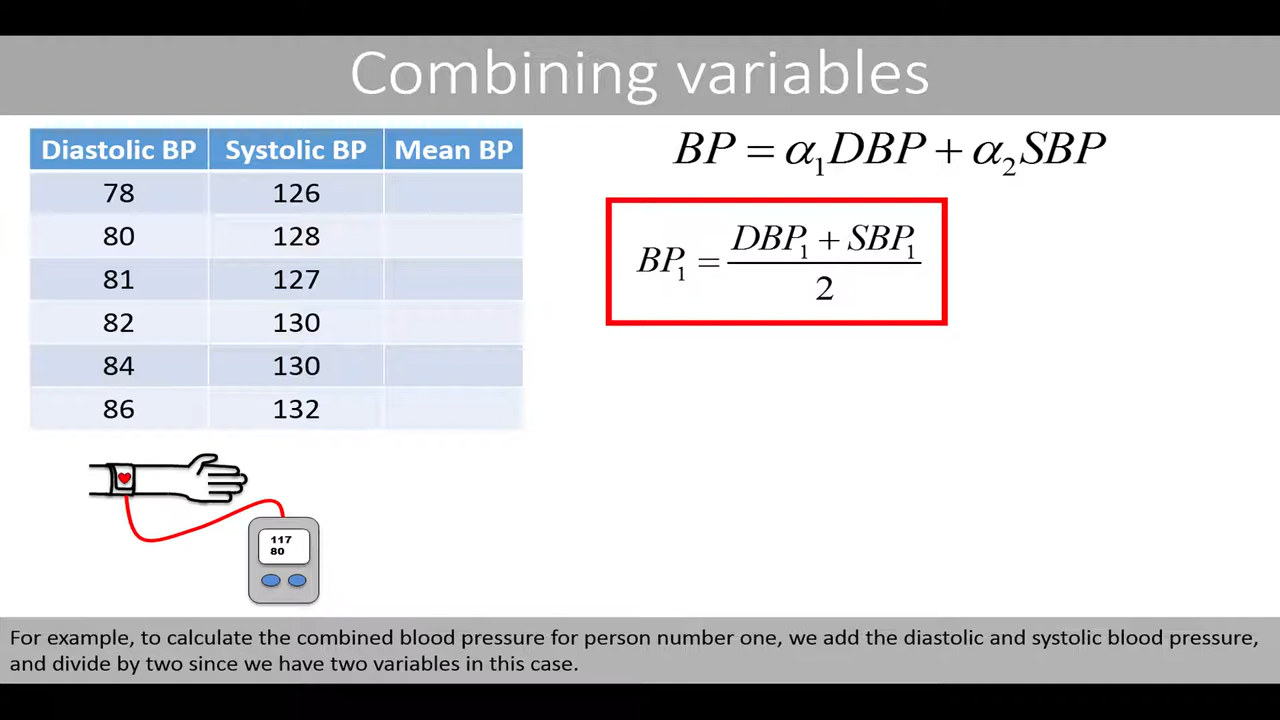 Combining variables
Diastolic BP Systolic BP Mean BP
78 126
80 128
81 127
82 130
84 130
86 132
BP = α₁DBP + α₂SBP
BP₁ = (DBP₁ + SBP₁) / 2
117
80
For example, to calculate the combined blood pressure for person number one, we add the diastolic and systolic blood pressure,
and divide by two since we have two variables in this case.